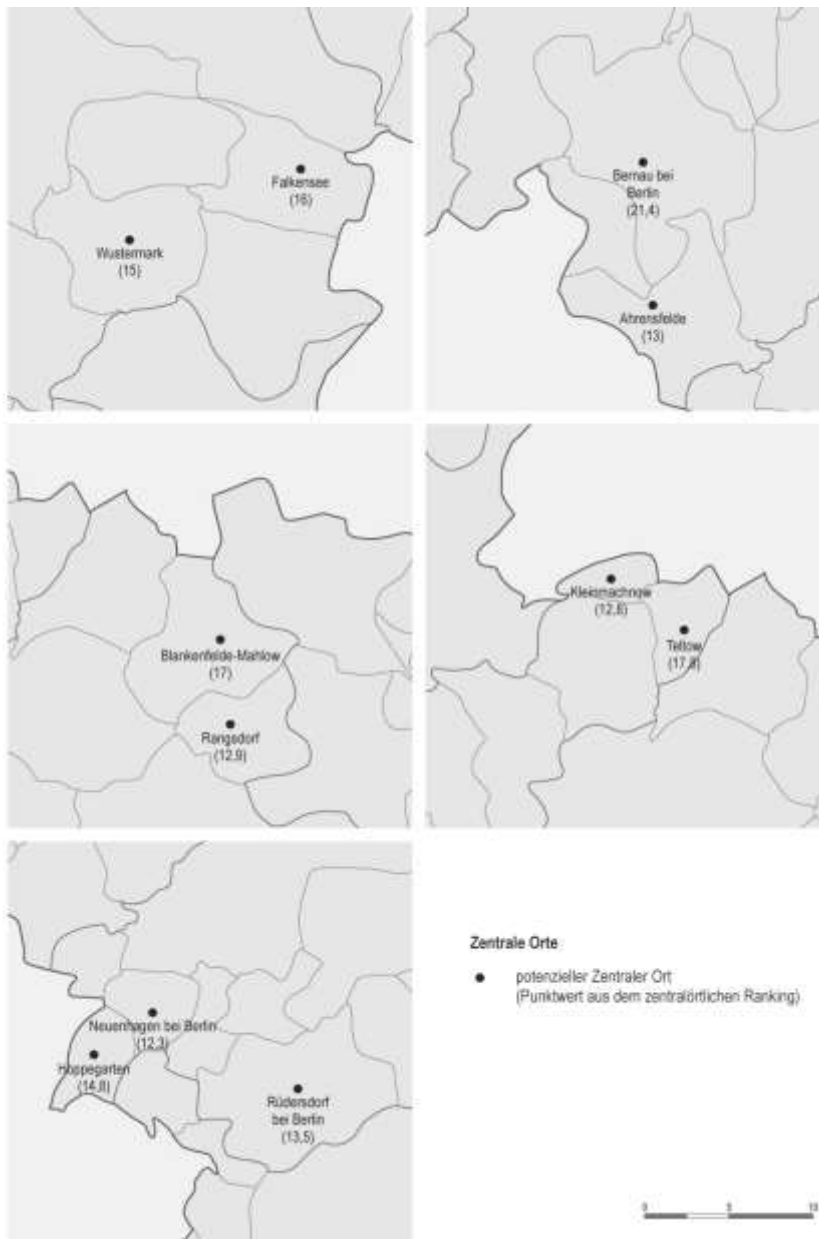 Falkensee
(16)
Wustermark
(15)
Bernau bei
Berlin
(21,4)
Ahrensfelde
(13)
Blankenfelde-Mahlow
(17)
Rangsdorf
(12,9)
Kleinmachnow
(12,8)
Teltow
Neuenhagen bei Berlin
(12,3)
Hoppegarten
Rüdersdorf
bei Berlin
(13,5)
Zentrale Orte
potenzieller Zentraler Ort
(Punktwert aus dem zentralörtlichen Ranking)
0 5 10